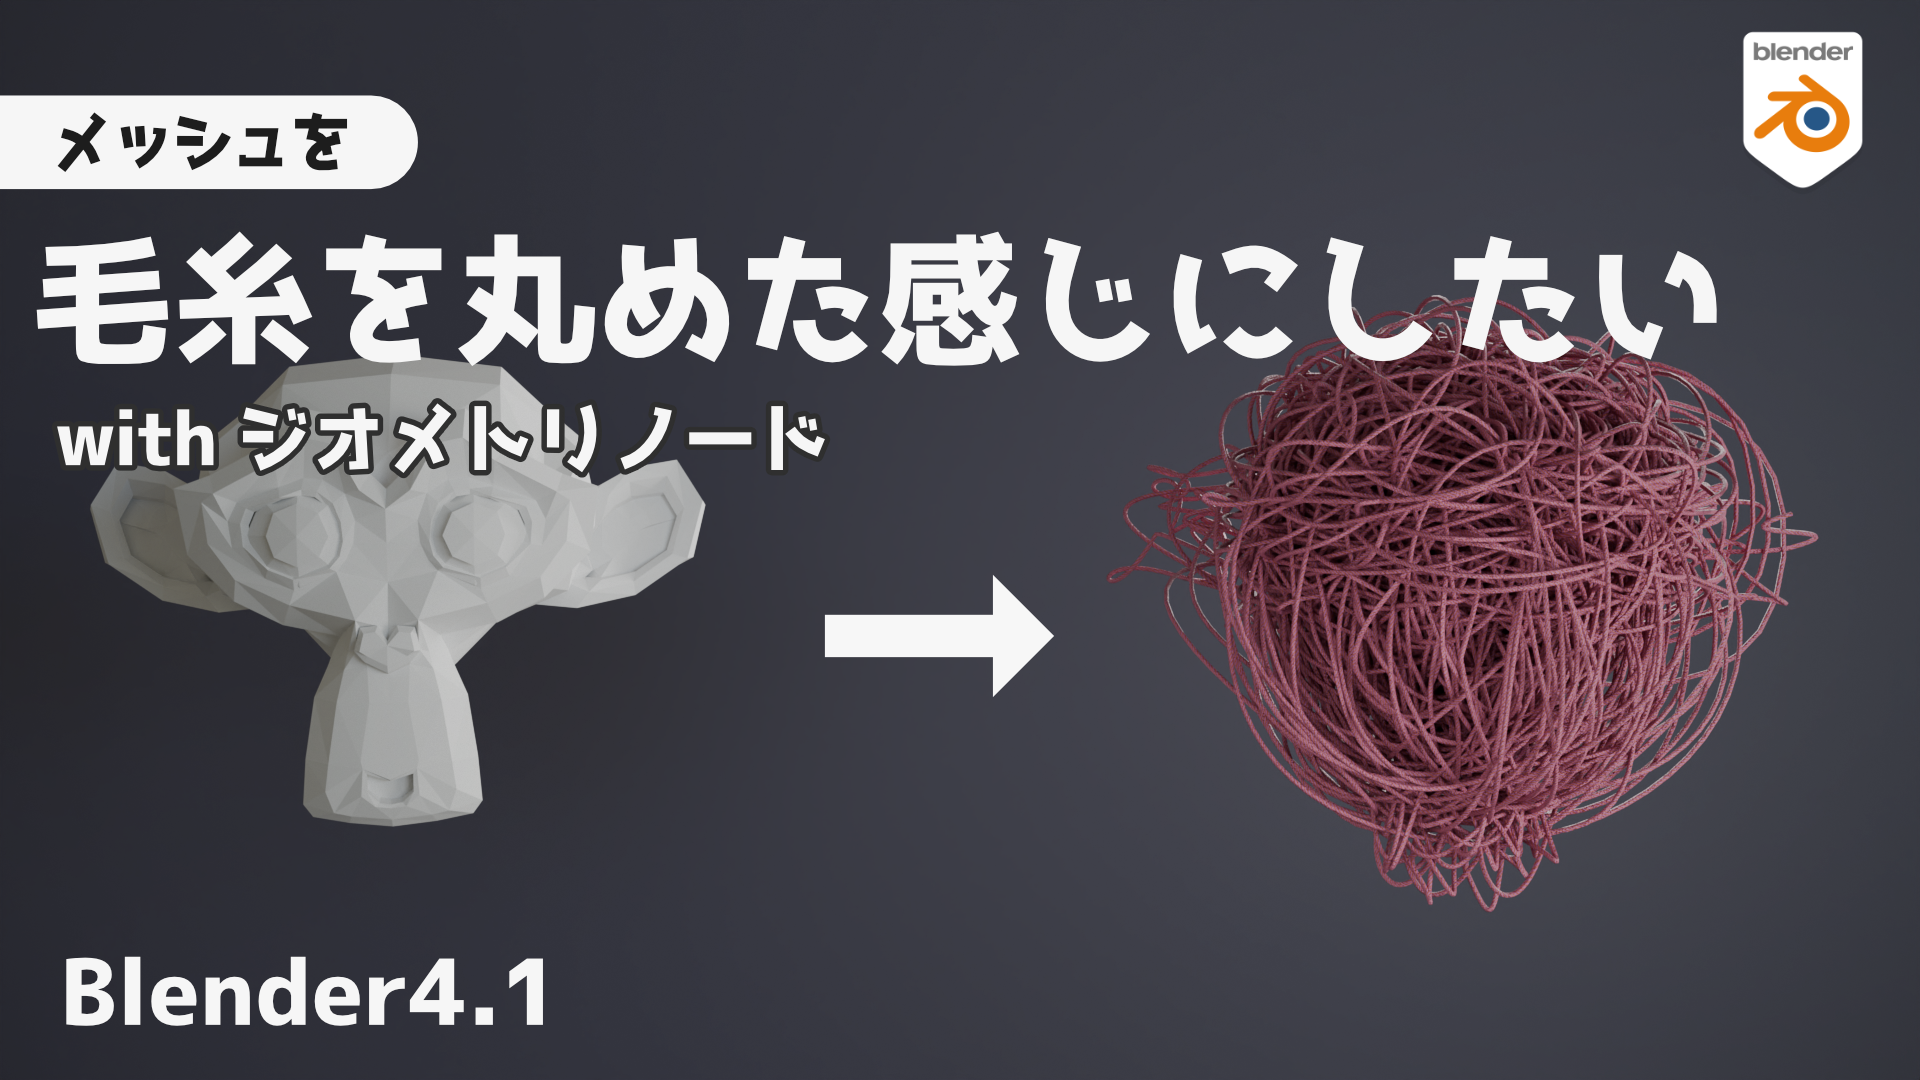 blender
メッシュを
毛糸を丸めた感じにしたい
with ジオメトリノード
Blender4.1